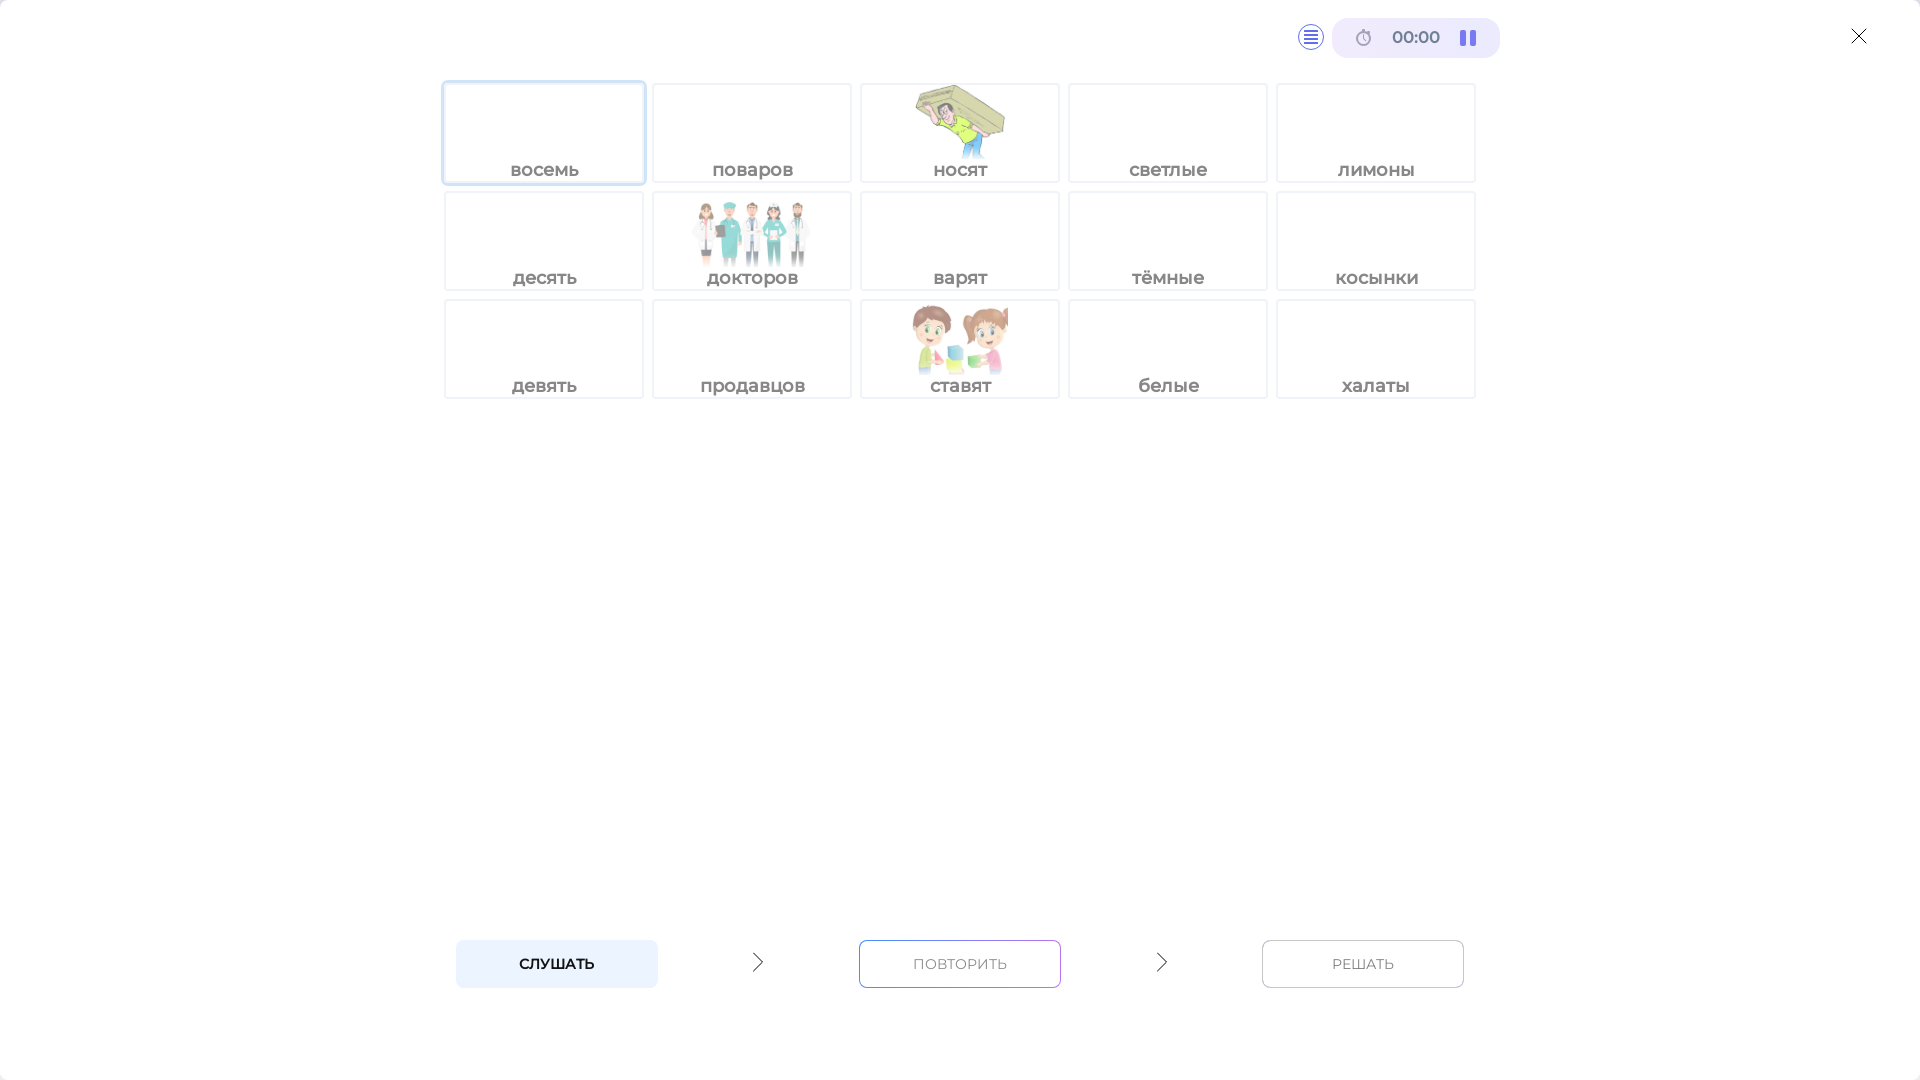 00:00
восемь поваров носят светлые лимоны
десять докторов варят тёмные косынки
девять продавцов ставят белые халаты
СЛУШАТЬ ПОВТОРИТЬ РЕШАТЬ